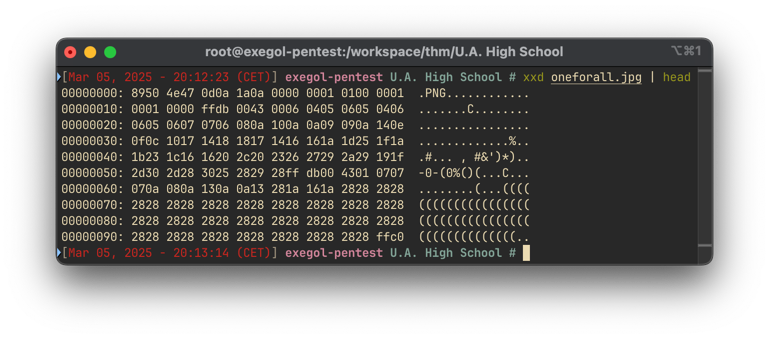 root@exegol-pentest:/workspace/thm/U.A. High School ⌥⌘1
[Mar 05, 2025 - 20:12:23 (CET)] exegol-pentest U.A. High School # xxd oneforall.jpg | head
00000000: 8950 4e47 0d0a 1a0a 0000 0001 0100 0001  .PNG............
00000010: 0001 0000 ffdb 0043 0006 0405 0605 0406  .......C........
00000020: 0605 0607 0706 080a 100a 0a09 090a 140e  ................
00000030: 0f0c 1017 1418 1817 1416 161a 1d25 1f1a  .............%..
00000040: 1b23 1c16 1620 2c20 2326 2729 2a29 191f  .#... , #&')*)..
00000050: 2d30 2d28 3025 2829 28ff db00 4301 0707  -0-(0%()(...C...
00000060: 070a 080a 130a 0a13 281a 161a 2828 2828  ........(...((((
00000070: 2828 2828 2828 2828 2828 2828 2828 2828  ((((((((((((((((
00000080: 2828 2828 2828 2828 2828 2828 2828 2828  ((((((((((((((((
00000090: 2828 2828 2828 2828 2828 2828 2828 ffc0  ((((((((((((((..
[Mar 05, 2025 - 20:13:14 (CET)] exegol-pentest U.A. High School #